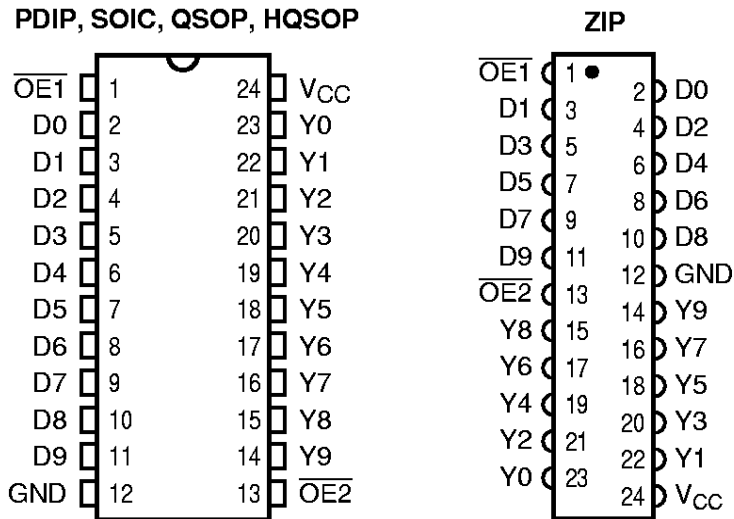 PDIP, SOIC, QSOP, HQSOP
OE1 1 24 VCC
D0 2 23 Y0
D1 3 22 Y1
D2 4 21 Y2
D3 5 20 Y3
D4 6 19 Y4
D5 7 18 Y5
D6 8 17 Y6
D7 9 16 Y7
D8 10 15 Y8
D9 11 14 Y9
GND 12 13 OE2
ZIP
OE1 1
2 D0
D1 3
4 D2
D3 5
6 D4
D5 7
8 D6
D7 9
10 D8
D9 11
12 GND
OE2 13
14 Y9
Y8 15
16 Y7
Y6 17
18 Y5
Y4 19
20 Y3
Y2 21
22 Y1
Y0 23
24 VCC